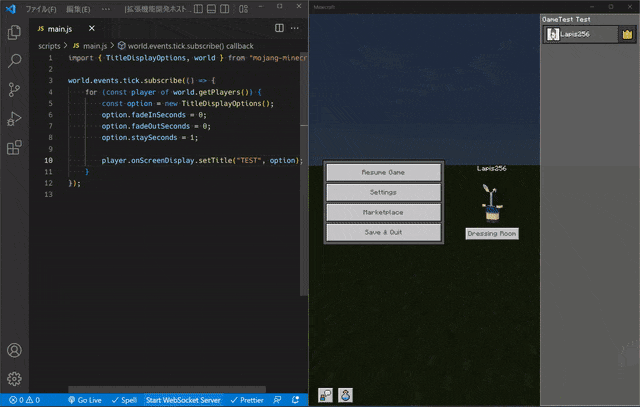 ファイル(F) 編集(E) ··· [拡張機能開発ホスト
JS main.js ×
scripts > JS main.js > world.events.tick.subscribe() callback
1 import { TitleDisplayOptions, world } from "mojang-minecr
2
3 world.events.tick.subscribe(() => {
4 for (const player of world.getPlayers()) {
5 const option = new TitleDisplayOptions();
6 option.fadeInSeconds = 0;
7 option.fadeOutSeconds = 0;
8 option.staySeconds = 1;
9
10 player.onScreenDisplay.setTitle("TEST", option);
11 }
12 });
13
0 0 Go Live Spell Start WebSocket Server Prettier
Minecraft
GameTest Test
Lapis256
Resume Game
Settings
Marketplace
Save & Quit
Lapis256
Dressing Room